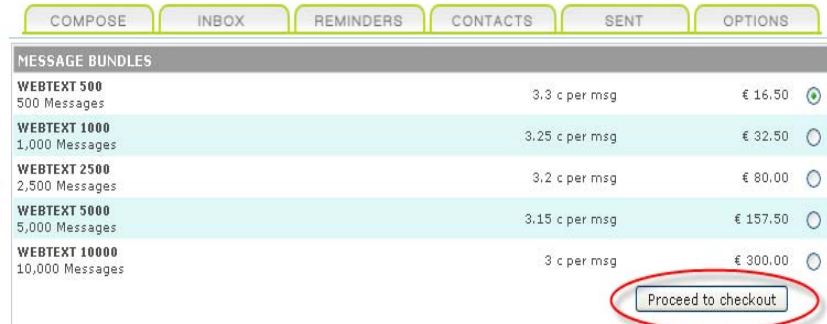 COMPOSE INBOX REMINDERS CONTACTS SENT OPTIONS
MESSAGE BUNDLES
WEBTEXT 500
500 Messages 3.3 c per msg € 16.50
WEBTEXT 1000
1,000 Messages 3.25 c per msg € 32.50
WEBTEXT 2500
2,500 Messages 3.2 c per msg € 80.00
WEBTEXT 5000
5,000 Messages 3.15 c per msg € 157.50
WEBTEXT 10000
10,000 Messages 3 c per msg € 300.00
Proceed to checkout